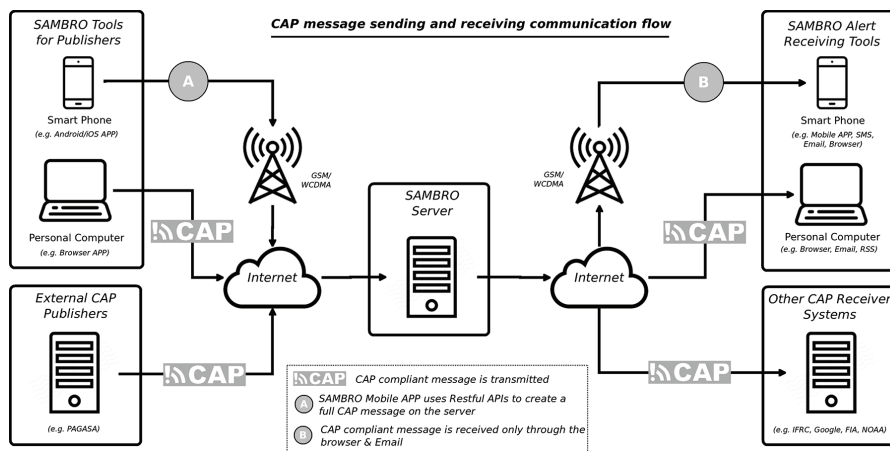 CAP message sending and receiving communication flow
SAMBRO Tools
for Publishers
A
Smart Phone
(e.g. Android/iOS APP)
GSM/
WCDMA
CAP
Personal Computer
(e.g. Browser APP)
Internet
External CAP
Publishers
CAP
(e.g. PAGASA)
SAMBRO
Server
B
GSM/
WCDMA
Internet
CAP
CAP
SAMBRO Alert
Receiving Tools
Smart Phone
(e.g. Mobile APP, SMS,
Email, Browser)
Personal Computer
(e.g. Browser, Email, RSS)
Other CAP Receiver
Systems
(e.g. IFRC, Google, FIA, NOAA)
CAP CAP compliant message is transmitted
A SAMBRO Mobile APP uses Restful APIs to create a
full CAP message on the server
B CAP compliant message is received only through the
browser & Email